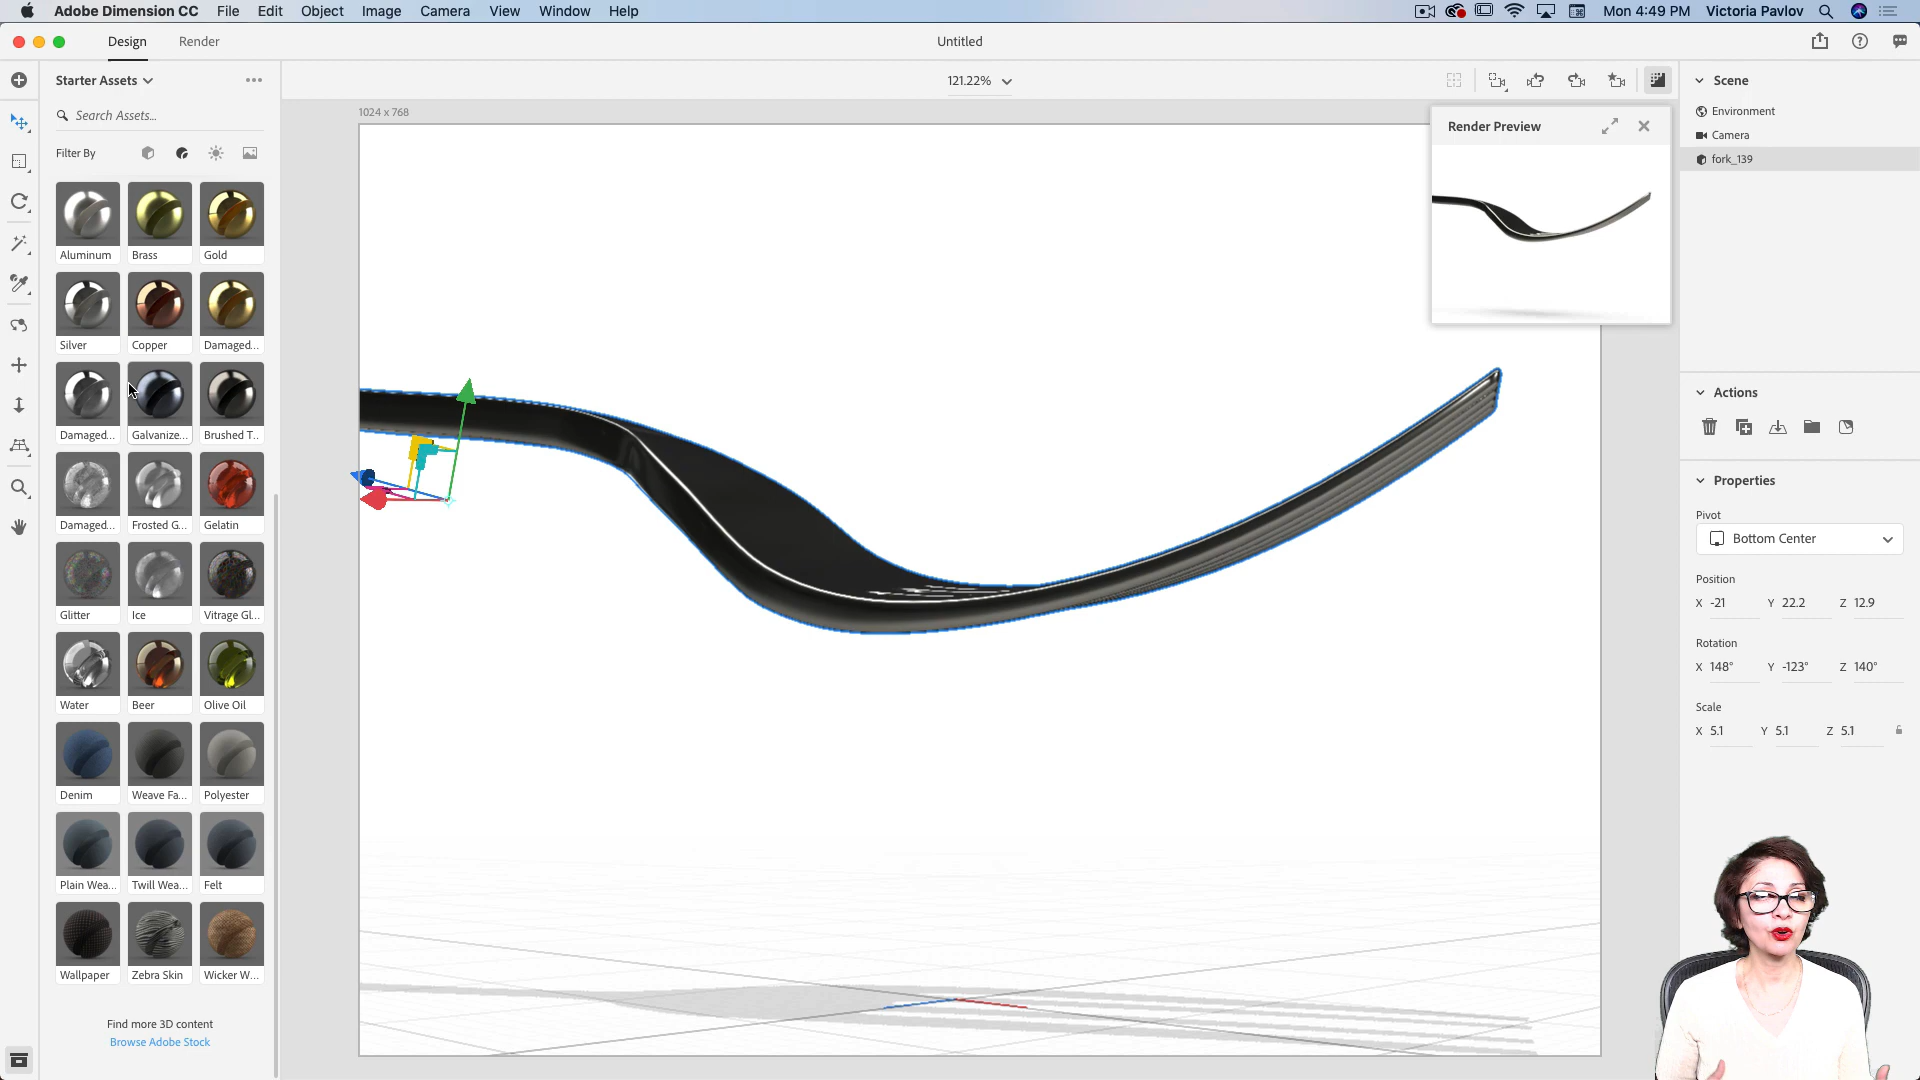 Adobe Dimension CC File Edit Object Image Camera View Window Help Mon 4:49 PM Victoria Pavlov
Design Render Untitled
Starter Assets 121.22%
Search Assets...
Filter By
1024 x 768
Aluminum Brass Gold
Silver Copper Damaged...
Damaged... Galvanize... Brushed T...
Damaged... Frosted G... Gelatin
Glitter Ice Vitrage Gl...
Water Beer Olive Oil
Denim Weave Fa... Polyester
Plain Wea... Twill Wea... Felt
Wallpaper Zebra Skin Wicker W...
Find more 3D content
Browse Adobe Stock
Render Preview
Scene
Environment
Camera
fork_139
Actions
Properties
Pivot
Bottom Center
Position
X -21 Y 22.2 Z 12.9
Rotation
X 148° Y -123° Z 140°
Scale
X 5.1 Y 5.1 Z 5.1